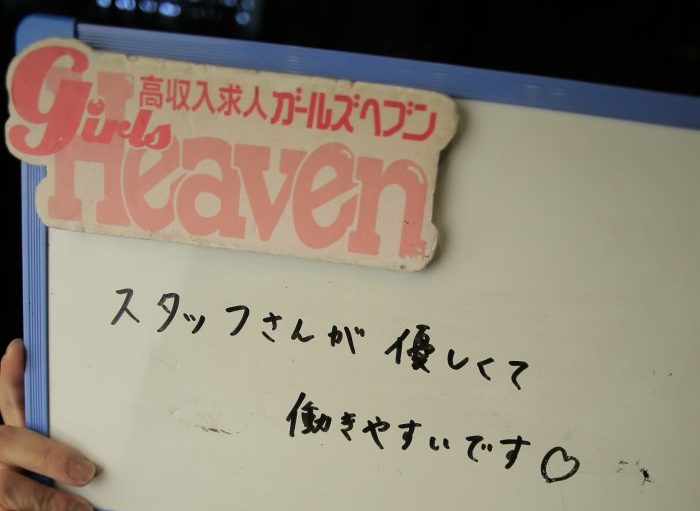 高収入求人ガールズヘブン
Girls
Heaven
スタッフさんが優しくて
働きやすいです♡